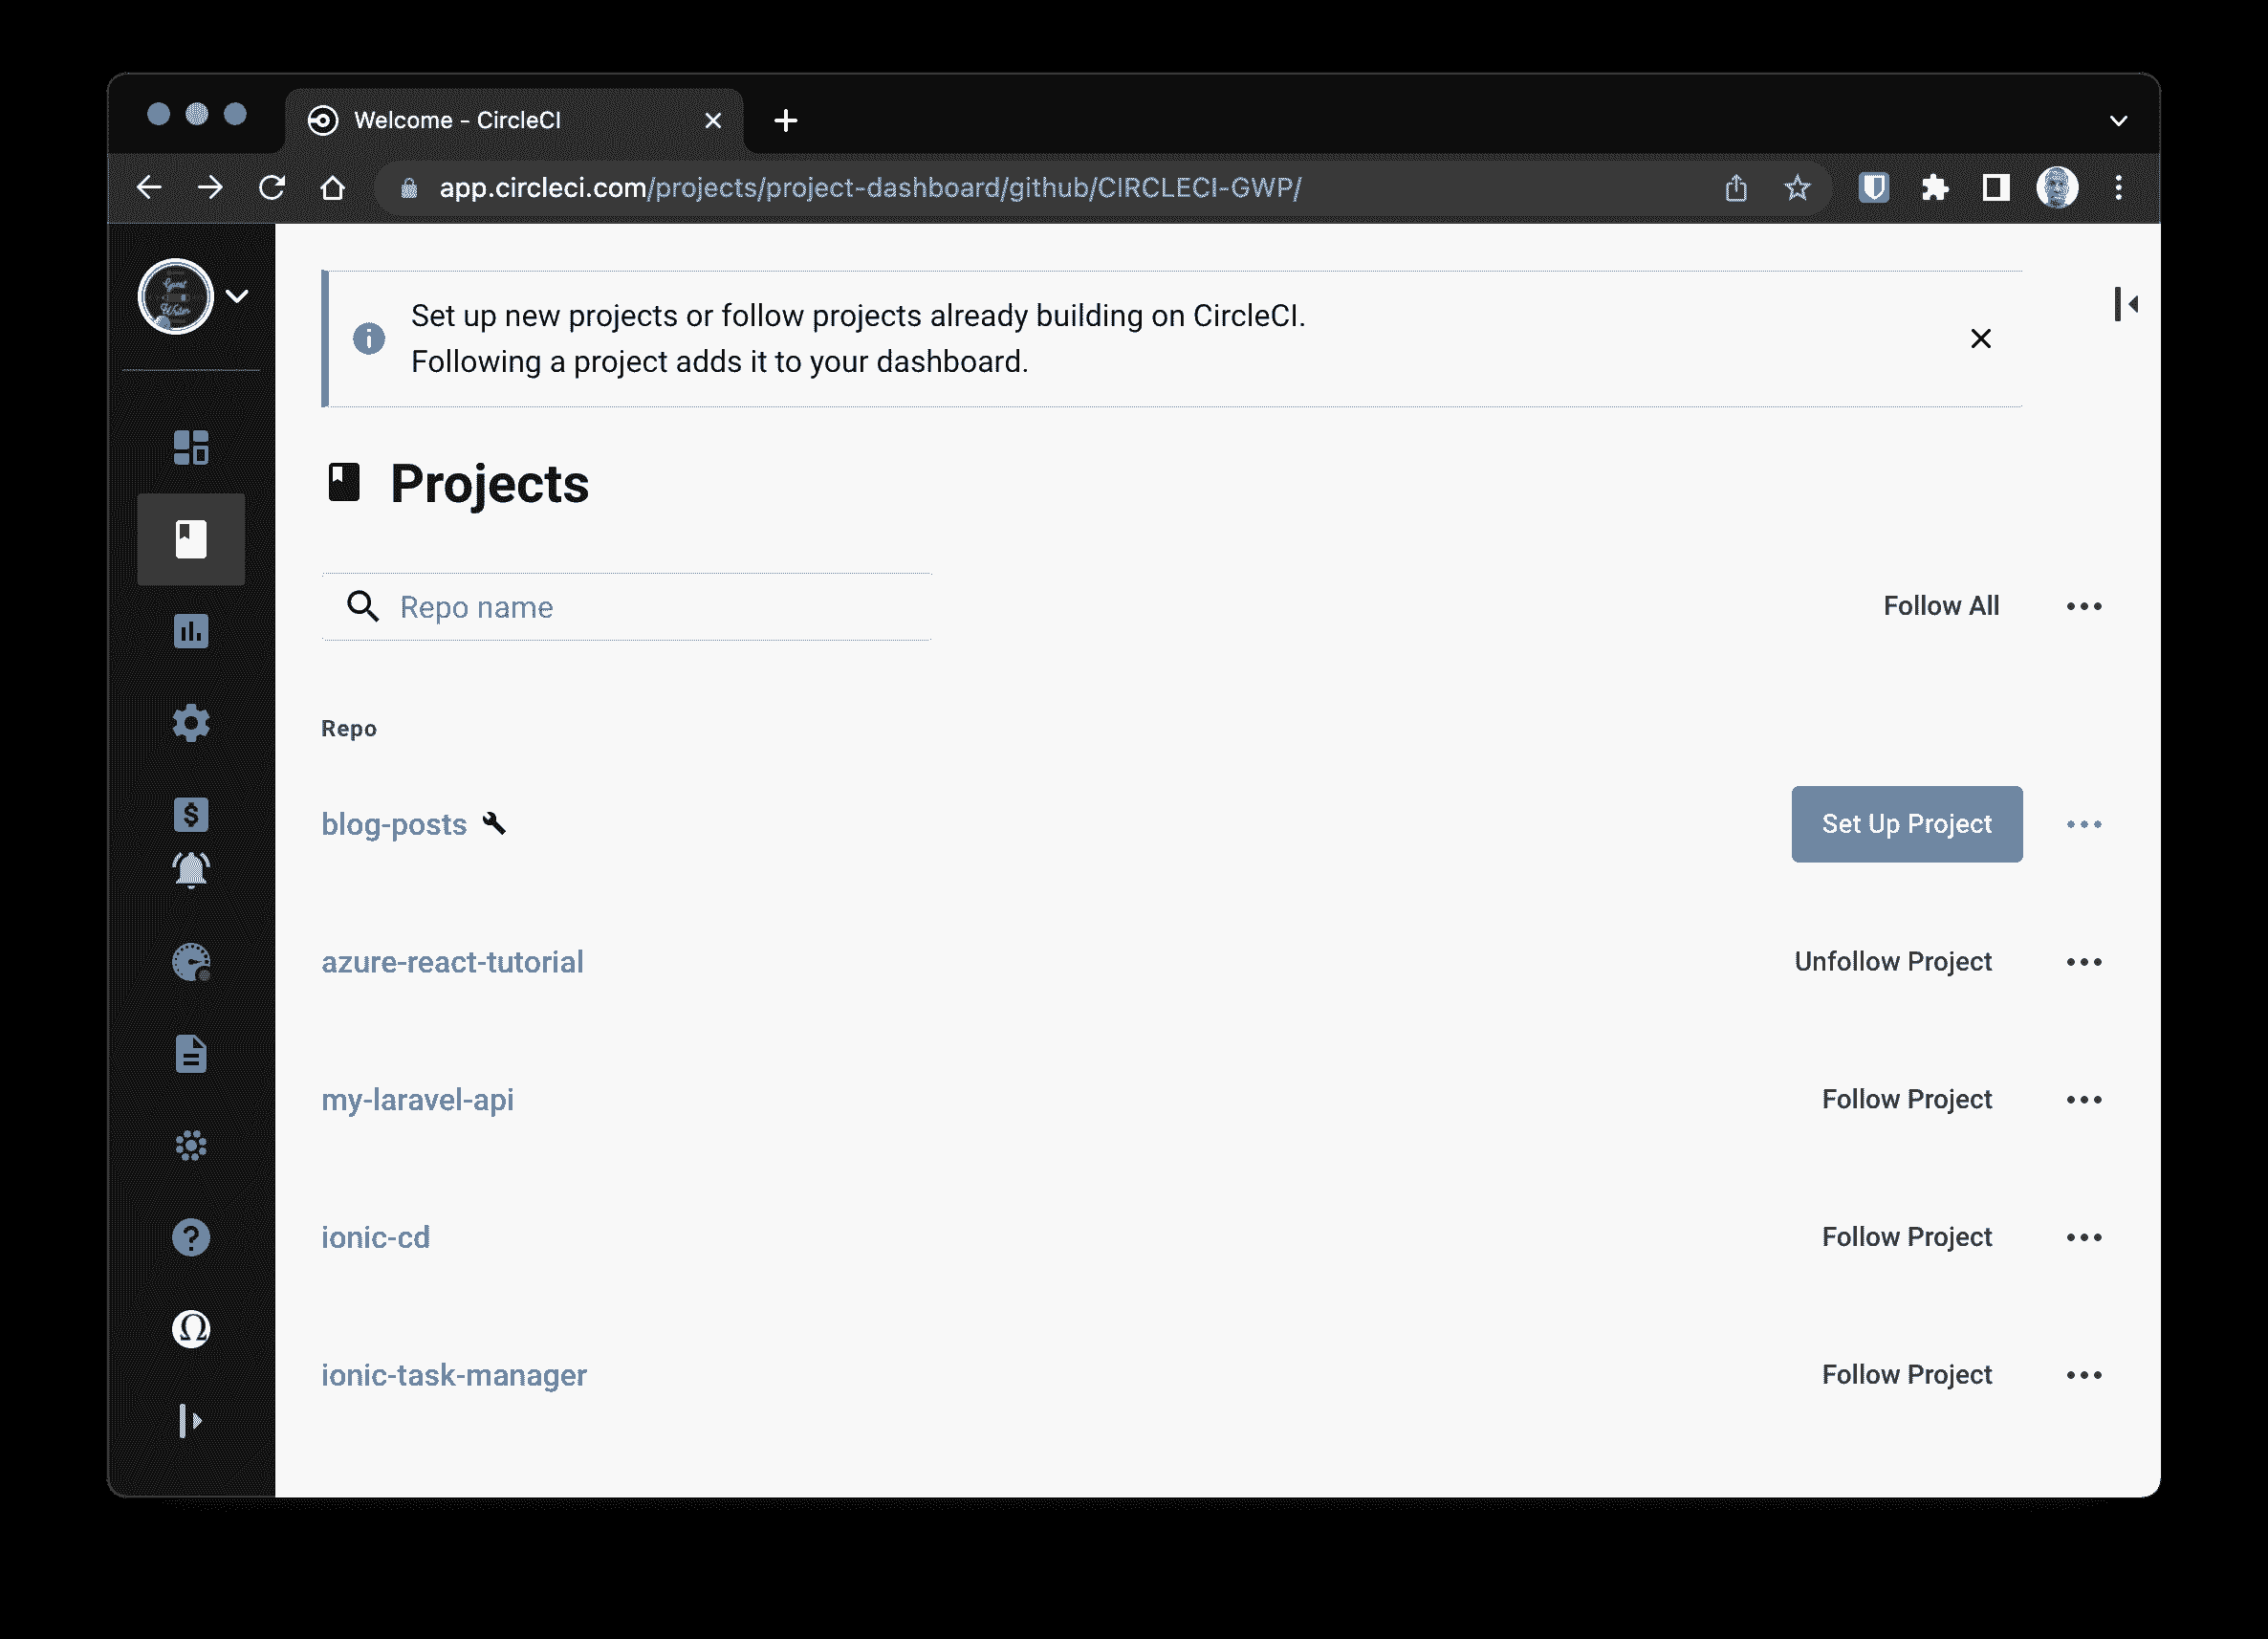 Welcome - CircleCI
app.circleci.com/projects/project-dashboard/github/CIRCLECI-GWP/
Guest
Writer
Set up new projects or follow projects already building on CircleCI.
Following a project adds it to your dashboard.
Projects
Repo name
Follow All
Repo
blog-posts
Set Up Project
azure-react-tutorial
Unfollow Project
my-laravel-api
Follow Project
ionic-cd
Follow Project
ionic-task-manager
Follow Project